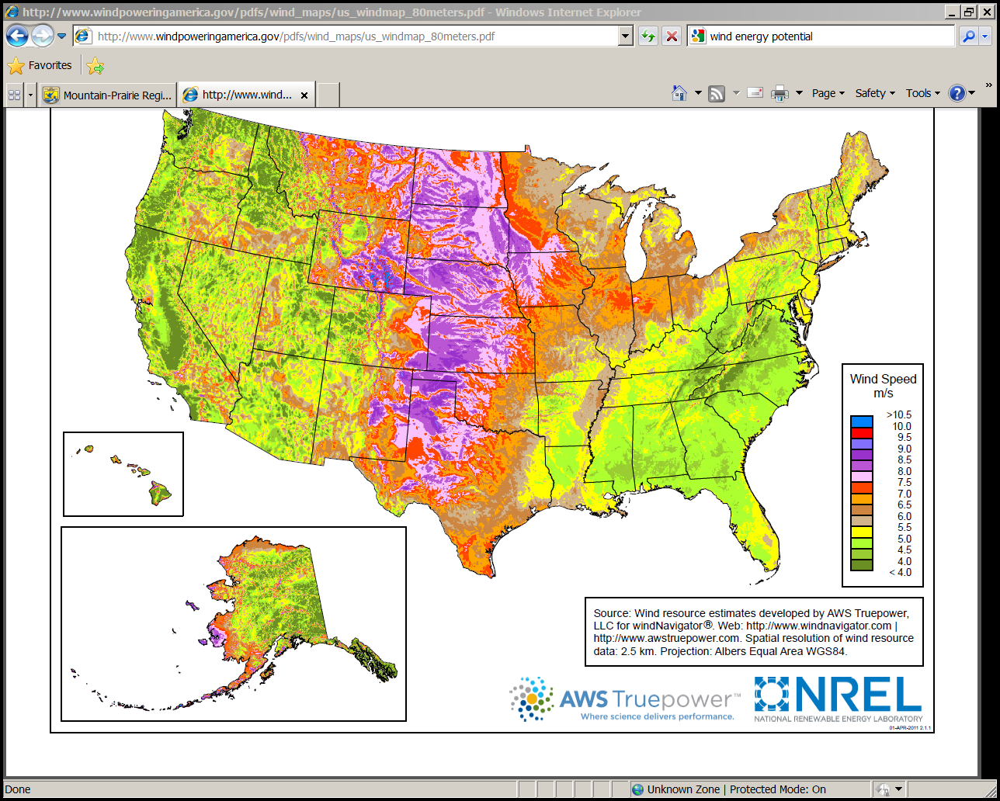 http://www.windpoweringamerica.gov/pdfs/wind_maps/us_windmap_80meters.pdf - Windows Internet Explorer
http://www.windpoweringamerica.gov/pdfs/wind_maps/us_windmap_80meters.pdf
wind energy potential
Favorites
Mountain-Prairie Regi...
http://www.wind...
Page
Safety
Tools
»
Wind Speed
m/s
>10.5
10.0
9.5
9.0
8.5
8.0
7.5
7.0
6.5
6.0
5.5
5.0
4.5
4.0
< 4.0
Source: Wind resource estimates developed by AWS Truepower,
LLC for windNavigator®. Web: http://www.windnavigator.com |
http://www.awstruepower.com. Spatial resolution of wind resource
data: 2.5 km. Projection: Albers Equal Area WGS84.
AWS Truepower™
Where science delivers performance.
NREL
NATIONAL RENEWABLE ENERGY LABORATORY
01-APR-2011 2.1.1
Done
Unknown Zone | Protected Mode: On